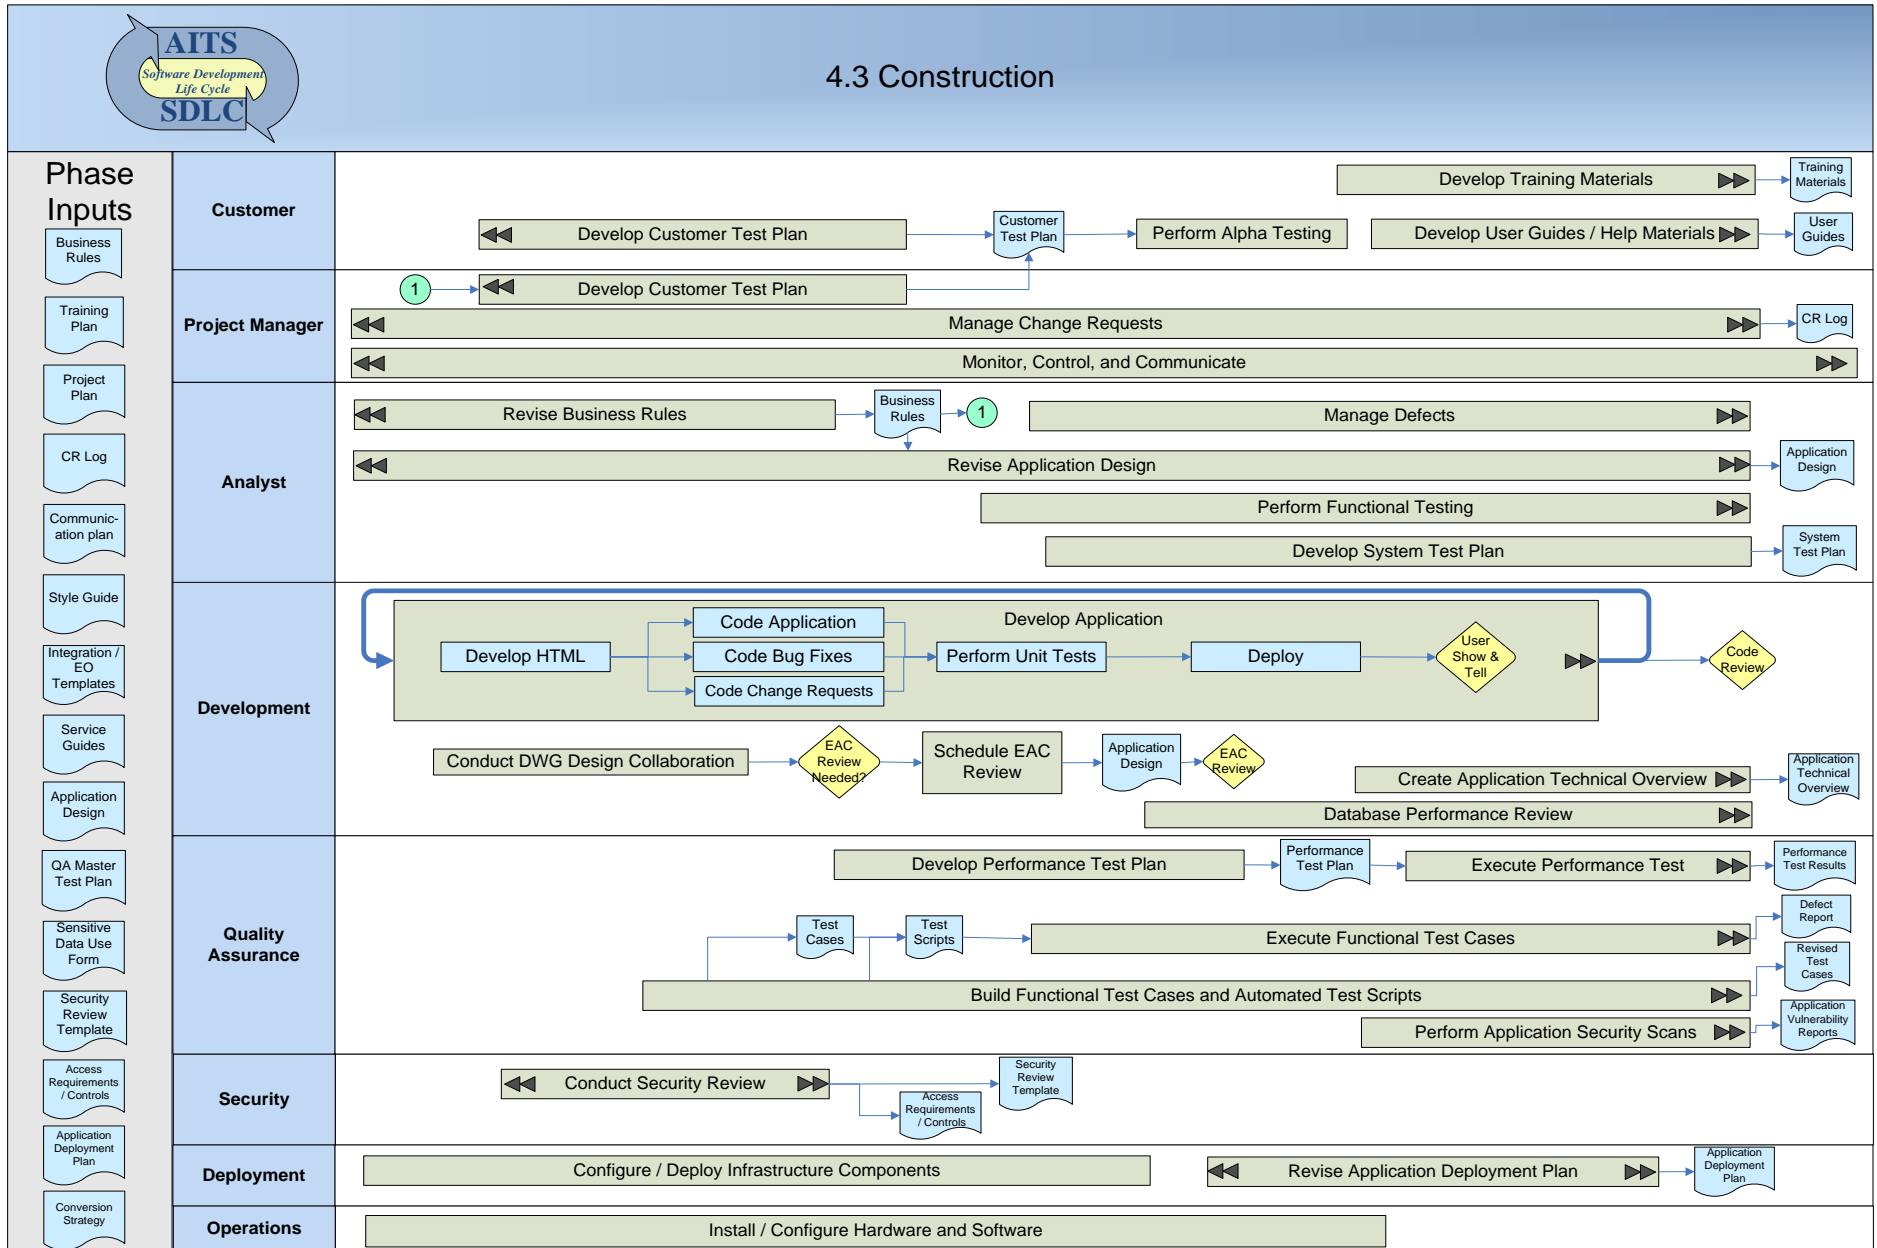 AITS
Software Development
Life Cycle
SDLC
4.3 Construction
Phase
Inputs
Business
Rules
Training
Plan
Project
Plan
CR Log
Communic-
ation plan
Style Guide
Integration /
EO
Templates
Service
Guides
Application
Design
QA Master
Test Plan
Sensitive
Data Use
Form
Security
Review
Template
Access
Requirements
/ Controls
Application
Deployment
Plan
Conversion
Strategy
Customer
Develop Training Materials
Training
Materials
Develop Customer Test Plan
Customer
Test Plan
Perform Alpha Testing
Develop User Guides / Help Materials
User
Guides
Project Manager
1
Develop Customer Test Plan
Manage Change Requests
CR Log
Monitor, Control, and Communicate
Analyst
Revise Business Rules
Business
Rules
1
Manage Defects
Revise Application Design
Application
Design
Perform Functional Testing
Develop System Test Plan
System
Test Plan
Development
Develop Application
Develop HTML
Code Application
Code Bug Fixes
Code Change Requests
Perform Unit Tests
Deploy
User
Show &
Tell
Code
Review
Conduct DWG Design Collaboration
EAC
Review
Needed?
Schedule EAC
Review
Application
Design
EAC
Review
Create Application Technical Overview
Application
Technical
Overview
Database Performance Review
Quality
Assurance
Develop Performance Test Plan
Performance
Test Plan
Execute Performance Test
Performance
Test Results
Test
Cases
Test
Scripts
Execute Functional Test Cases
Defect
Report
Build Functional Test Cases and Automated Test Scripts
Revised
Test
Cases
Perform Application Security Scans
Application
Vulnerability
Reports
Security
Conduct Security Review
Security
Review
Template
Access
Requirements
/ Controls
Deployment
Configure / Deploy Infrastructure Components
Revise Application Deployment Plan
Application
Deployment
Plan
Operations
Install / Configure Hardware and Software